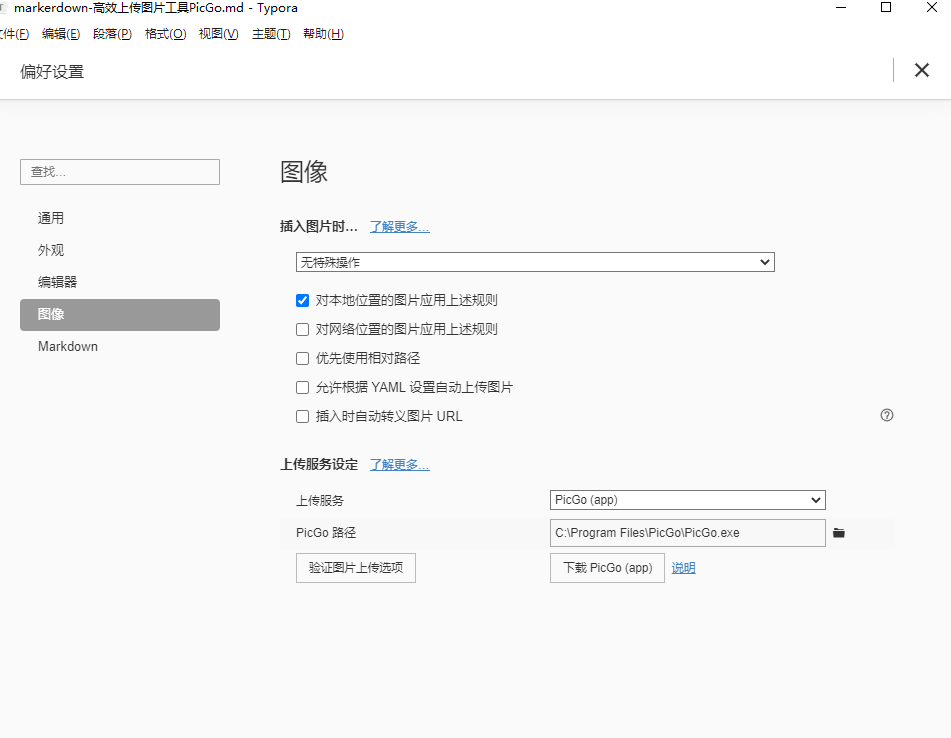 markerdown-高效上传图片工具PicGo.md - Typora
文件(F) 编辑(E) 段落(P) 格式(O) 视图(V) 主题(T) 帮助(H)
偏好设置
查找...
通用
外观
编辑器
图像
Markdown
图像
插入图片时... 了解更多...
无特殊操作
对本地位置的图片应用上述规则
对网络位置的图片应用上述规则
优先使用相对路径
允许根据 YAML 设置自动上传图片
插入时自动转义图片 URL
上传服务设定 了解更多...
上传服务 PicGo (app)
PicGo 路径 C:\Program Files\PicGo\PicGo.exe
验证图片上传选项 下载 PicGo (app) 说明